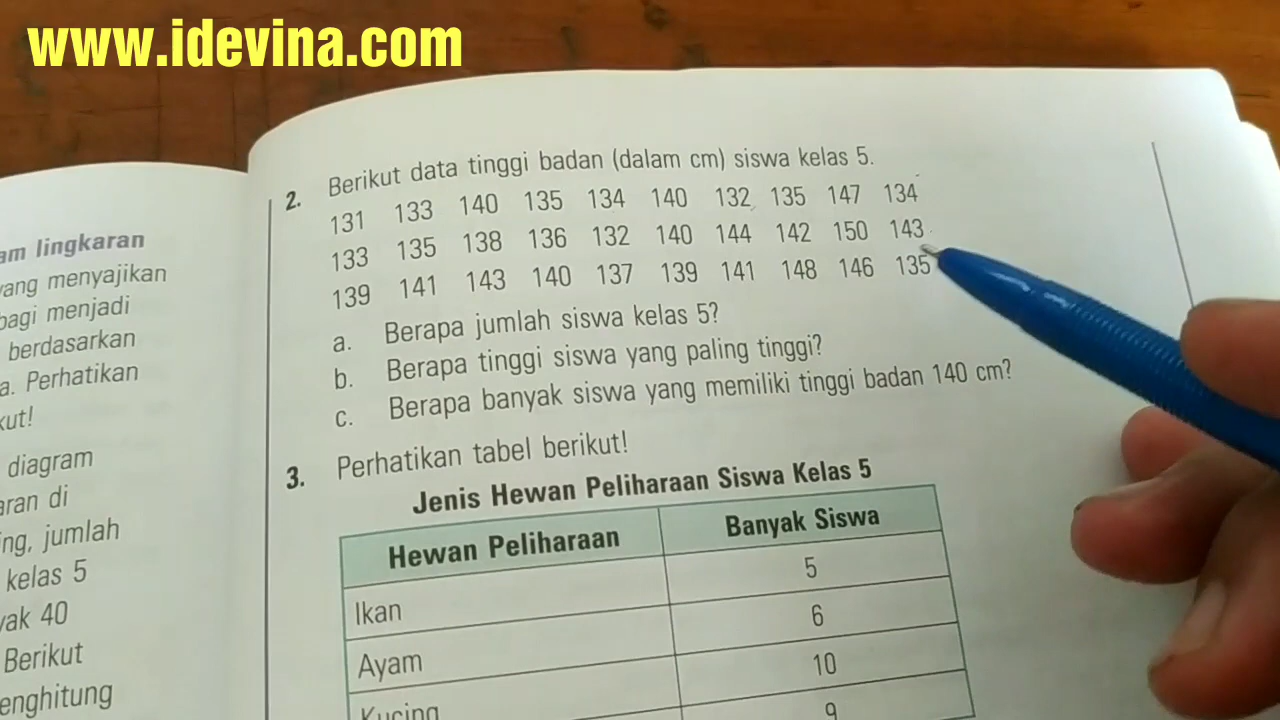 www.idevina.com
am lingkaran
yang menyajikan
bagi menjadi
berdasarkan
a. Perhatikan
kut!
diagram
aran di
ing, jumlah
kelas 5
yak 40
Berikut
enghitung
2. Berikut data tinggi badan (dalam cm) siswa kelas 5.
131 133 140 135 134 140 132 135 147 134
133 135 138 136 132 140 144 142 150 143
139 141 143 140 137 139 141 148 146 135
a. Berapa jumlah siswa kelas 5?
b. Berapa tinggi siswa yang paling tinggi?
c. Berapa banyak siswa yang memiliki tinggi badan 140 cm?
3. Perhatikan tabel berikut!
Jenis Hewan Peliharaan Siswa Kelas 5
Hewan Peliharaan Banyak Siswa
Ikan 5
Ayam 6
Kucing 10
9